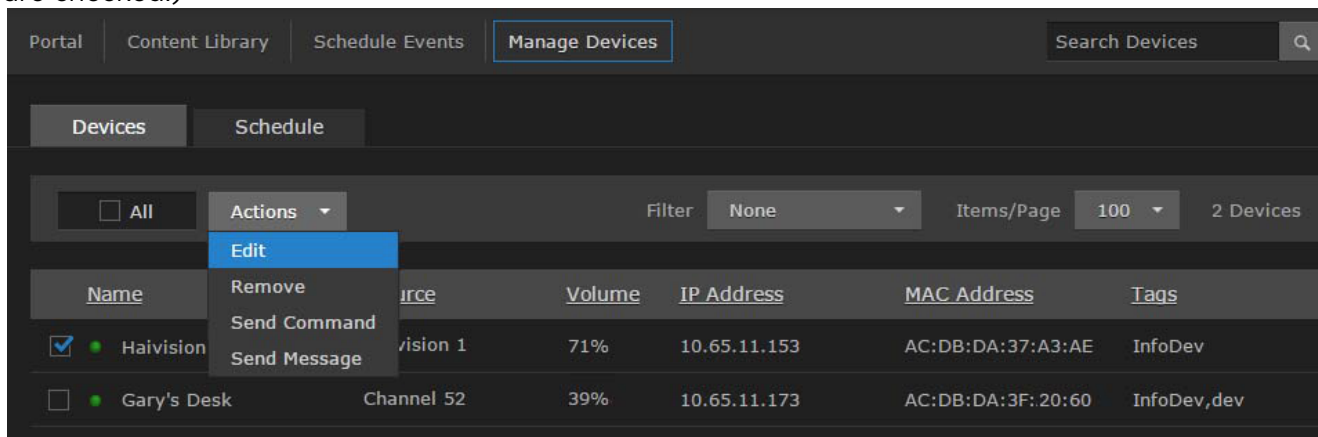 are checked.)
Portal Content Library Schedule Events Manage Devices Search Devices
Devices Schedule
All Actions Filter None Items/Page 100 2 Devices
Edit
Remove
Send Command
Send Message
Name Volume IP Address MAC Address Tags
Haivision 71% 10.65.11.153 AC:DB:DA:37:A3:AE InfoDev
Gary's Desk Channel 52 39% 10.65.11.173 AC:DB:DA:3F:20:60 InfoDev,dev